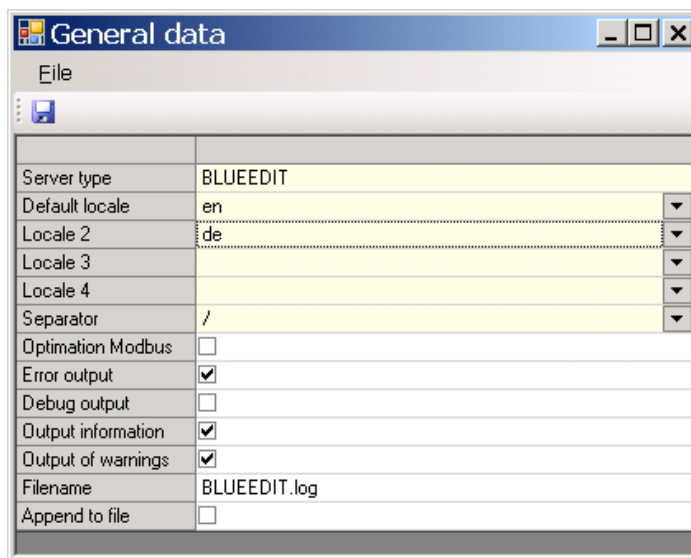 General data
File
Server type BLUEEDIT
Default locale en
Locale 2 de
Locale 3
Locale 4
Separator /
Optimation Modbus
Error output
Debug output
Output information
Output of warnings
Filename BLUEEDIT.log
Append to file